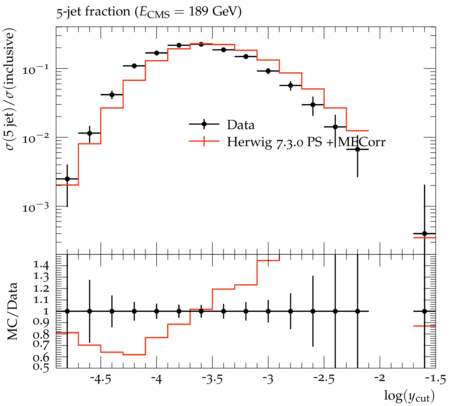 5-jet fraction (E_CMS = 189 GeV)
σ(5 jet)/σ(inclusive)
10⁻¹
10⁻²
10⁻³
Data
Herwig 7.3.0 PS + MECorr
MC/Data
1.4
1.3
1.2
1.1
1
0.9
0.8
0.7
0.6
0.5
-4.5 -4 -3.5 -3 -2.5 -2 -1.5
log(y_cut)